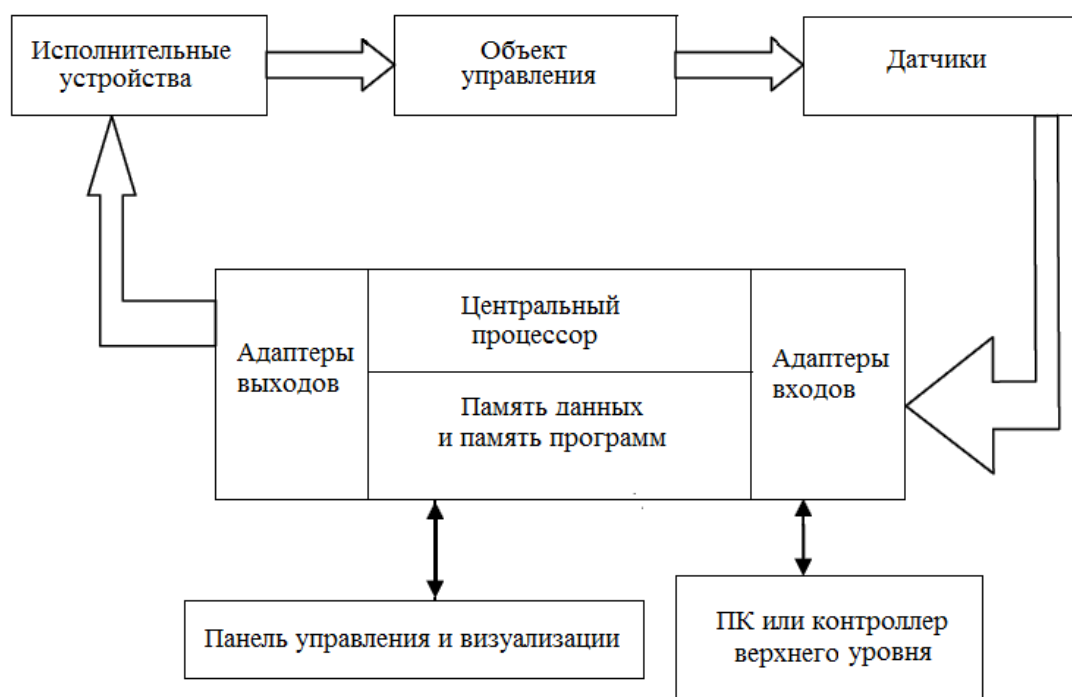 Исполнительные
устройства
Объект
управления
Датчики
Адаптеры
выходов
Центральный
процессор
Память данных
и память программ
Адаптеры
входов
Панель управления и визуализации
ПК или контроллер
верхнего уровня